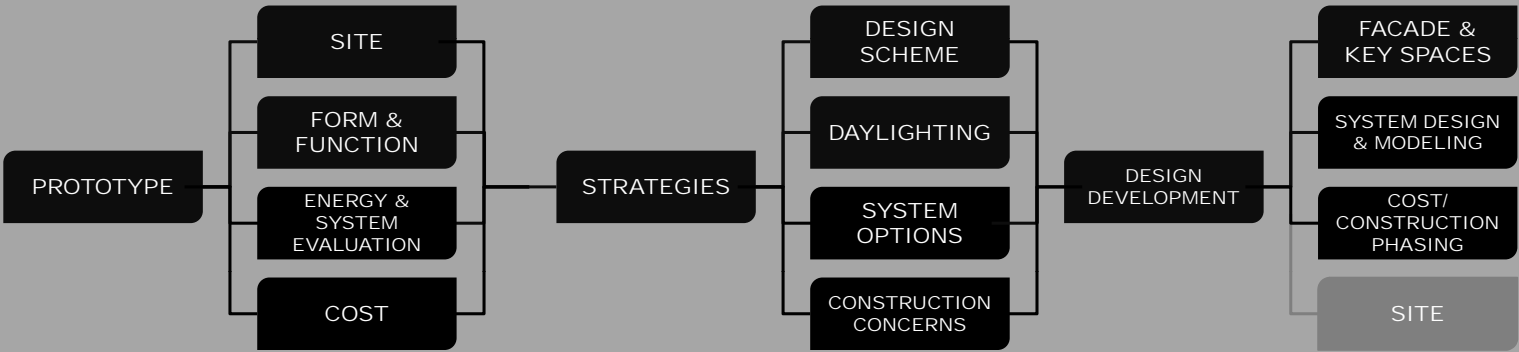 PROTOTYPE
SITE
FORM &
FUNCTION
ENERGY &
SYSTEM
EVALUATION
COST
STRATEGIES
DESIGN
SCHEME
DAYLIGHTING
SYSTEM
OPTIONS
CONSTRUCTION
CONCERNS
DESIGN
DEVELOPMENT
FACADE &
KEY SPACES
SYSTEM DESIGN
& MODELING
COST/
CONSTRUCTION
PHASING
SITE